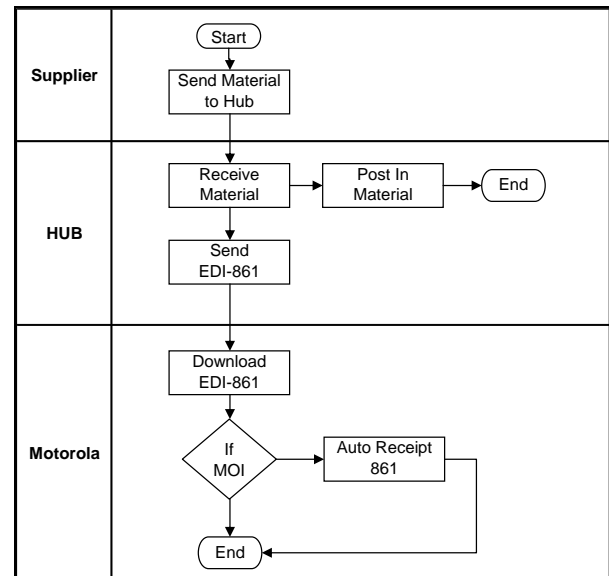 Supplier
Start
Send Material
to Hub
HUB
Receive
Material
Post In
Material
End
Send
EDI-861
Motorola
Download
EDI-861
If
MOI
Auto Receipt
861
End